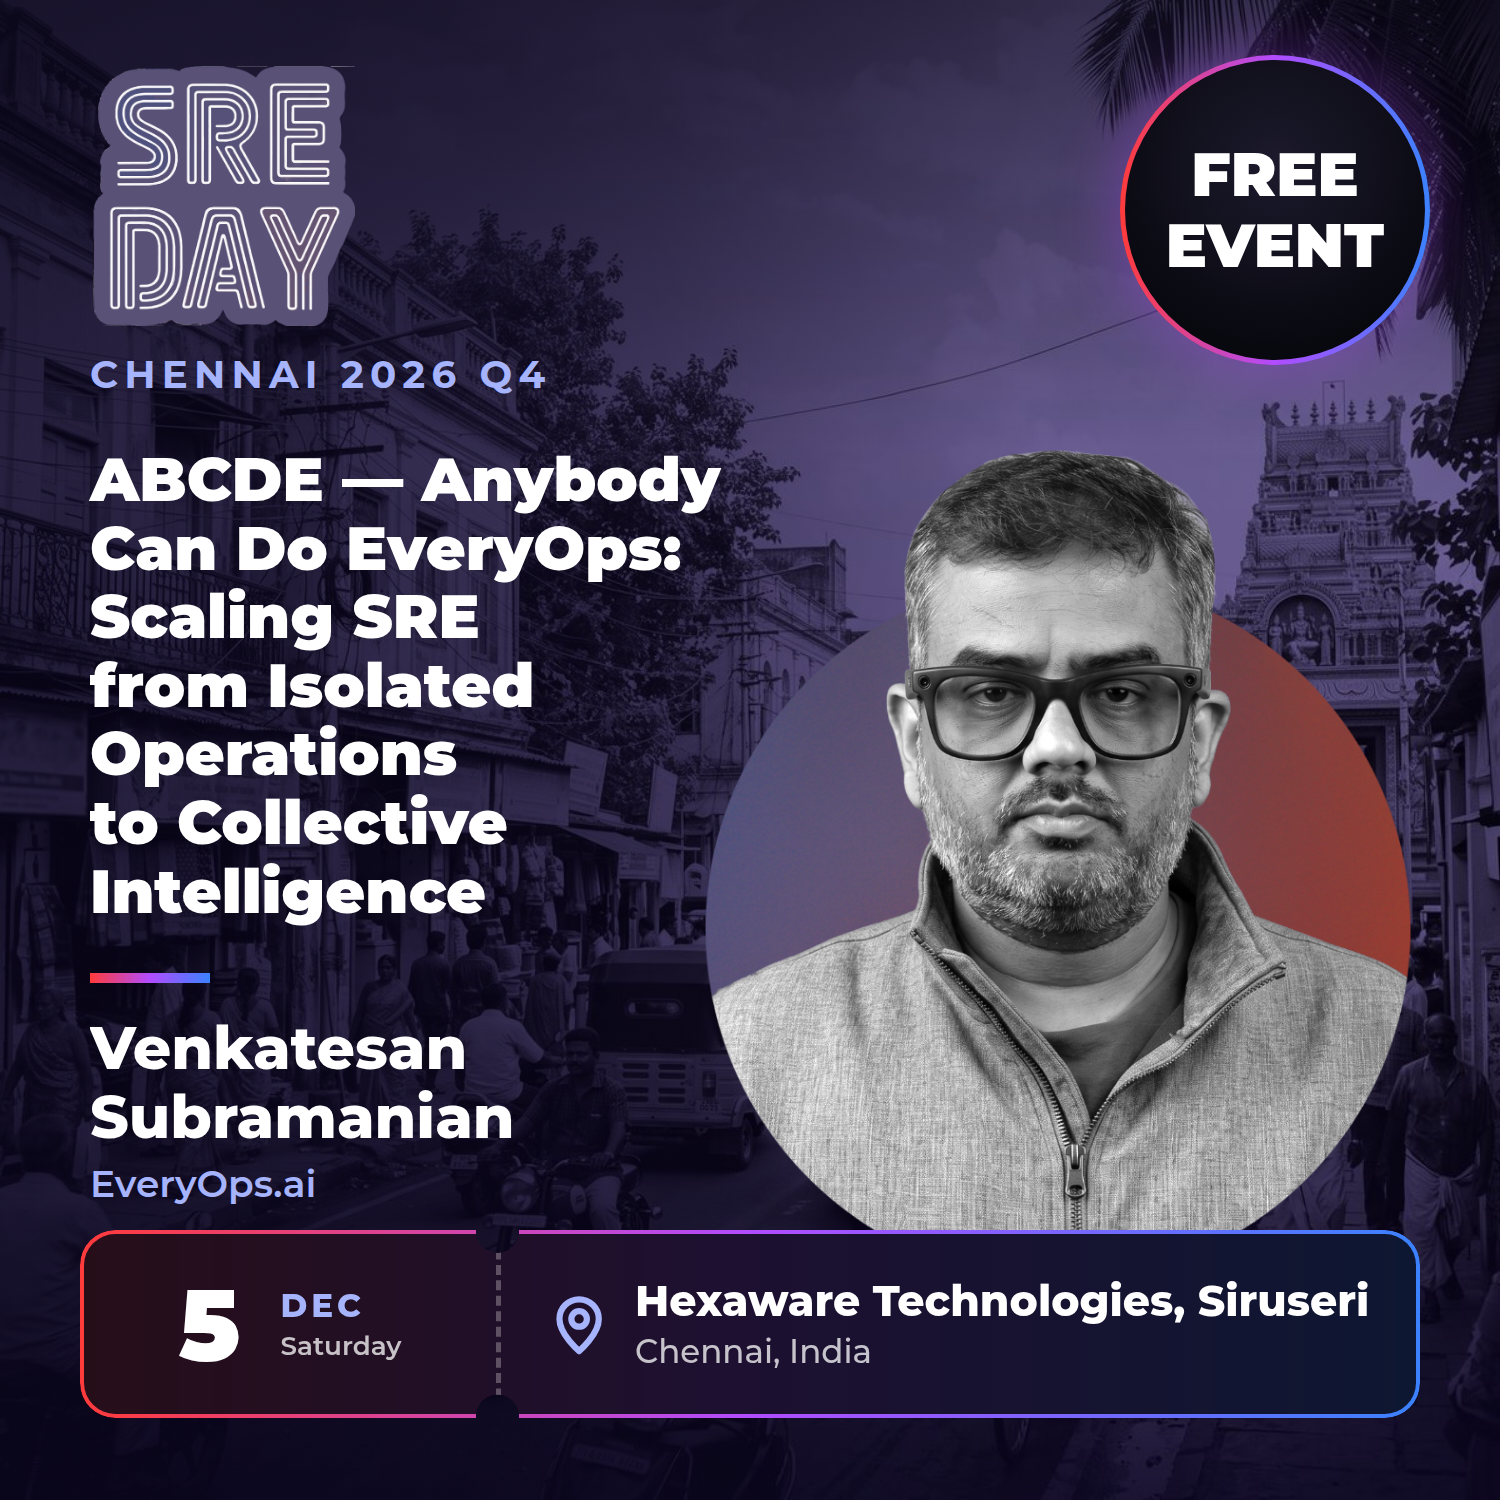 SRE
DAY
FREE
EVENT
CHENNAI 2026 Q4
ABCDE — Anybody
Can Do EveryOps:
Scaling SRE
from Isolated
Operations
to Collective
Intelligence
Venkatesan
Subramanian
EveryOps.ai
5
DEC
Saturday
Hexaware Technologies, Siruseri
Chennai, India